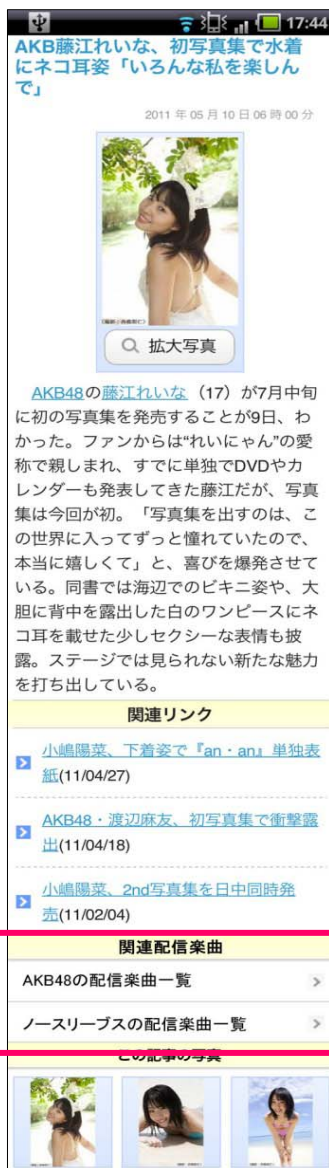 17:44
AKB藤江れいな、初写真集で水着
にネコ耳姿「いろんな私を楽しん
で」
2011 年 05 月 10 日 06 時 00 分
拡大写真
AKB48の藤江れいな（17）が7月中旬
に初の写真集を発売することが9日、わ
かった。ファンからは“れいにゃん”の愛
称で親しまれ、すでに単独でDVDやカ
レンダーも発表してきた藤江だが、写真
集は今回が初。「写真集を出すのは、こ
の世界に入ってずっと憧れていたので、
本当に嬉しくて」と、喜びを爆発させて
いる。同書では海辺でのビキニ姿や、大
胆に背中を露出した白のワンピースにネ
コ耳を載せた少しセクシーな表情も披
露。ステージでは見られない新たな魅力
を打ち出している。
関連リンク
小嶋陽菜、下着姿で『an・an』単独表
紙(11/04/27)
AKB48・渡辺麻友、初写真集で衝撃露
出(11/04/18)
小嶋陽菜、2nd写真集を日中同時発
売(11/02/04)
関連配信楽曲
AKB48の配信楽曲一覧
ノースリーブスの配信楽曲一覧
この記事の写真